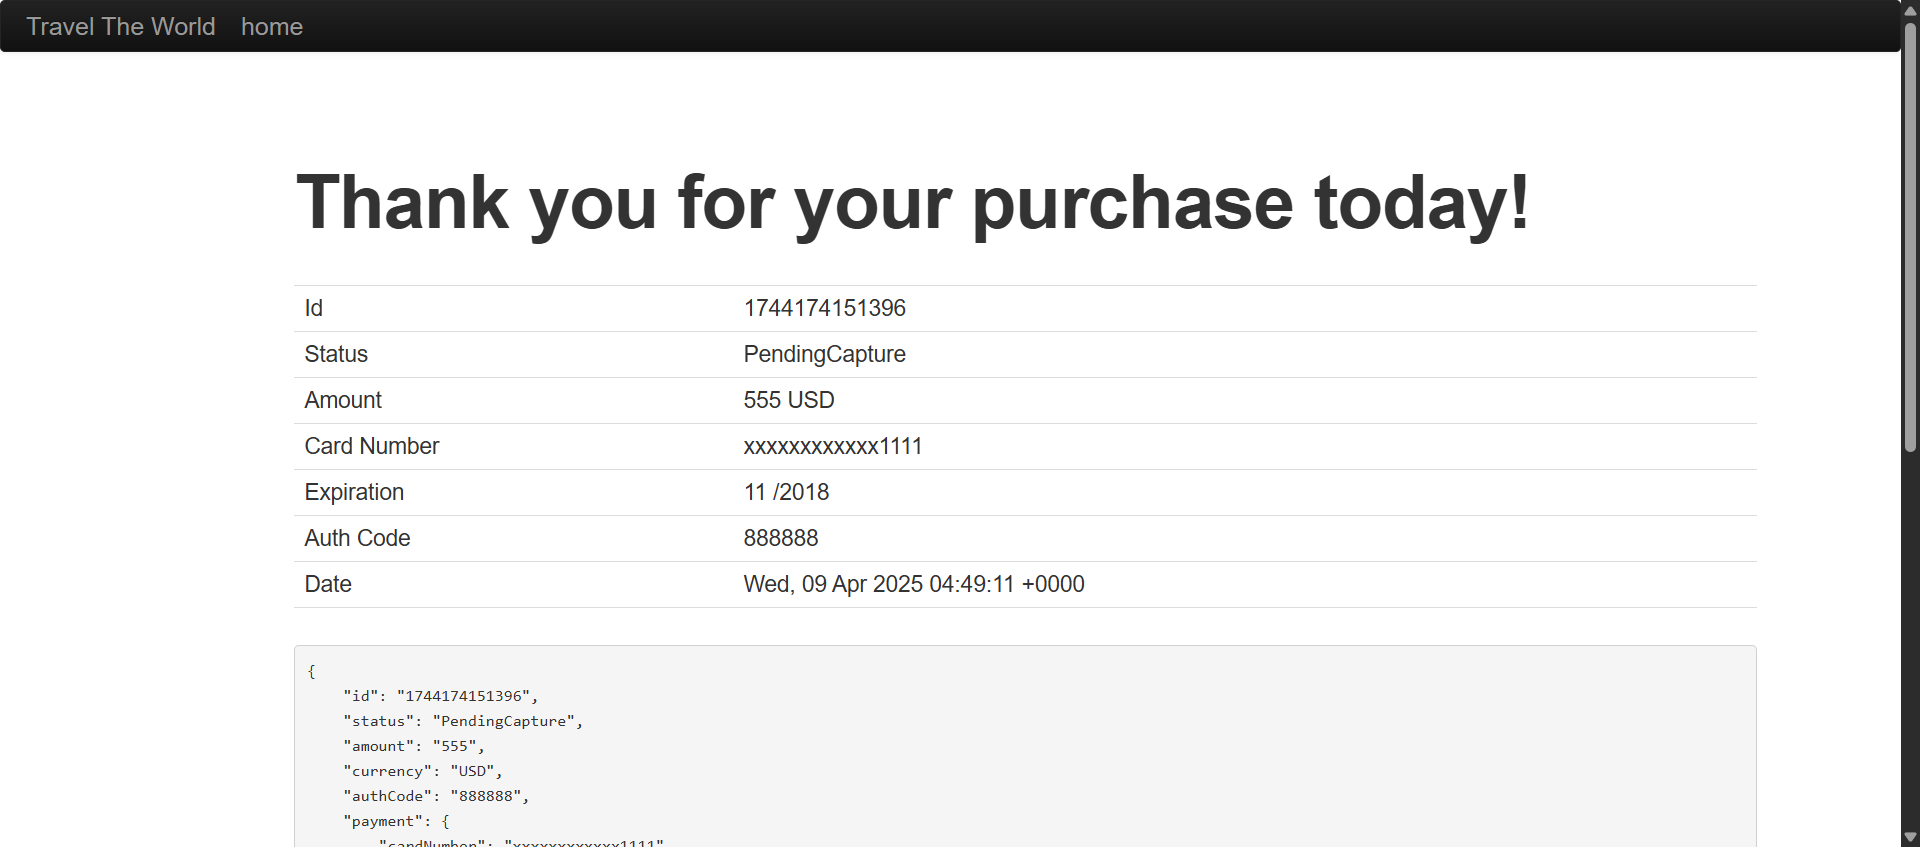 Travel The World home
Thank you for your purchase today!
Id 1744174151396
Status PendingCapture
Amount 555 USD
Card Number xxxxxxxxxxxx1111
Expiration 11 /2018
Auth Code 888888
Date Wed, 09 Apr 2025 04:49:11 +0000
{
    "id": "1744174151396",
    "status": "PendingCapture",
    "amount": "555",
    "currency": "USD",
    "authCode": "888888",
    "payment": {
        "cardNumber": "xxxxxxxxxxxx1111",